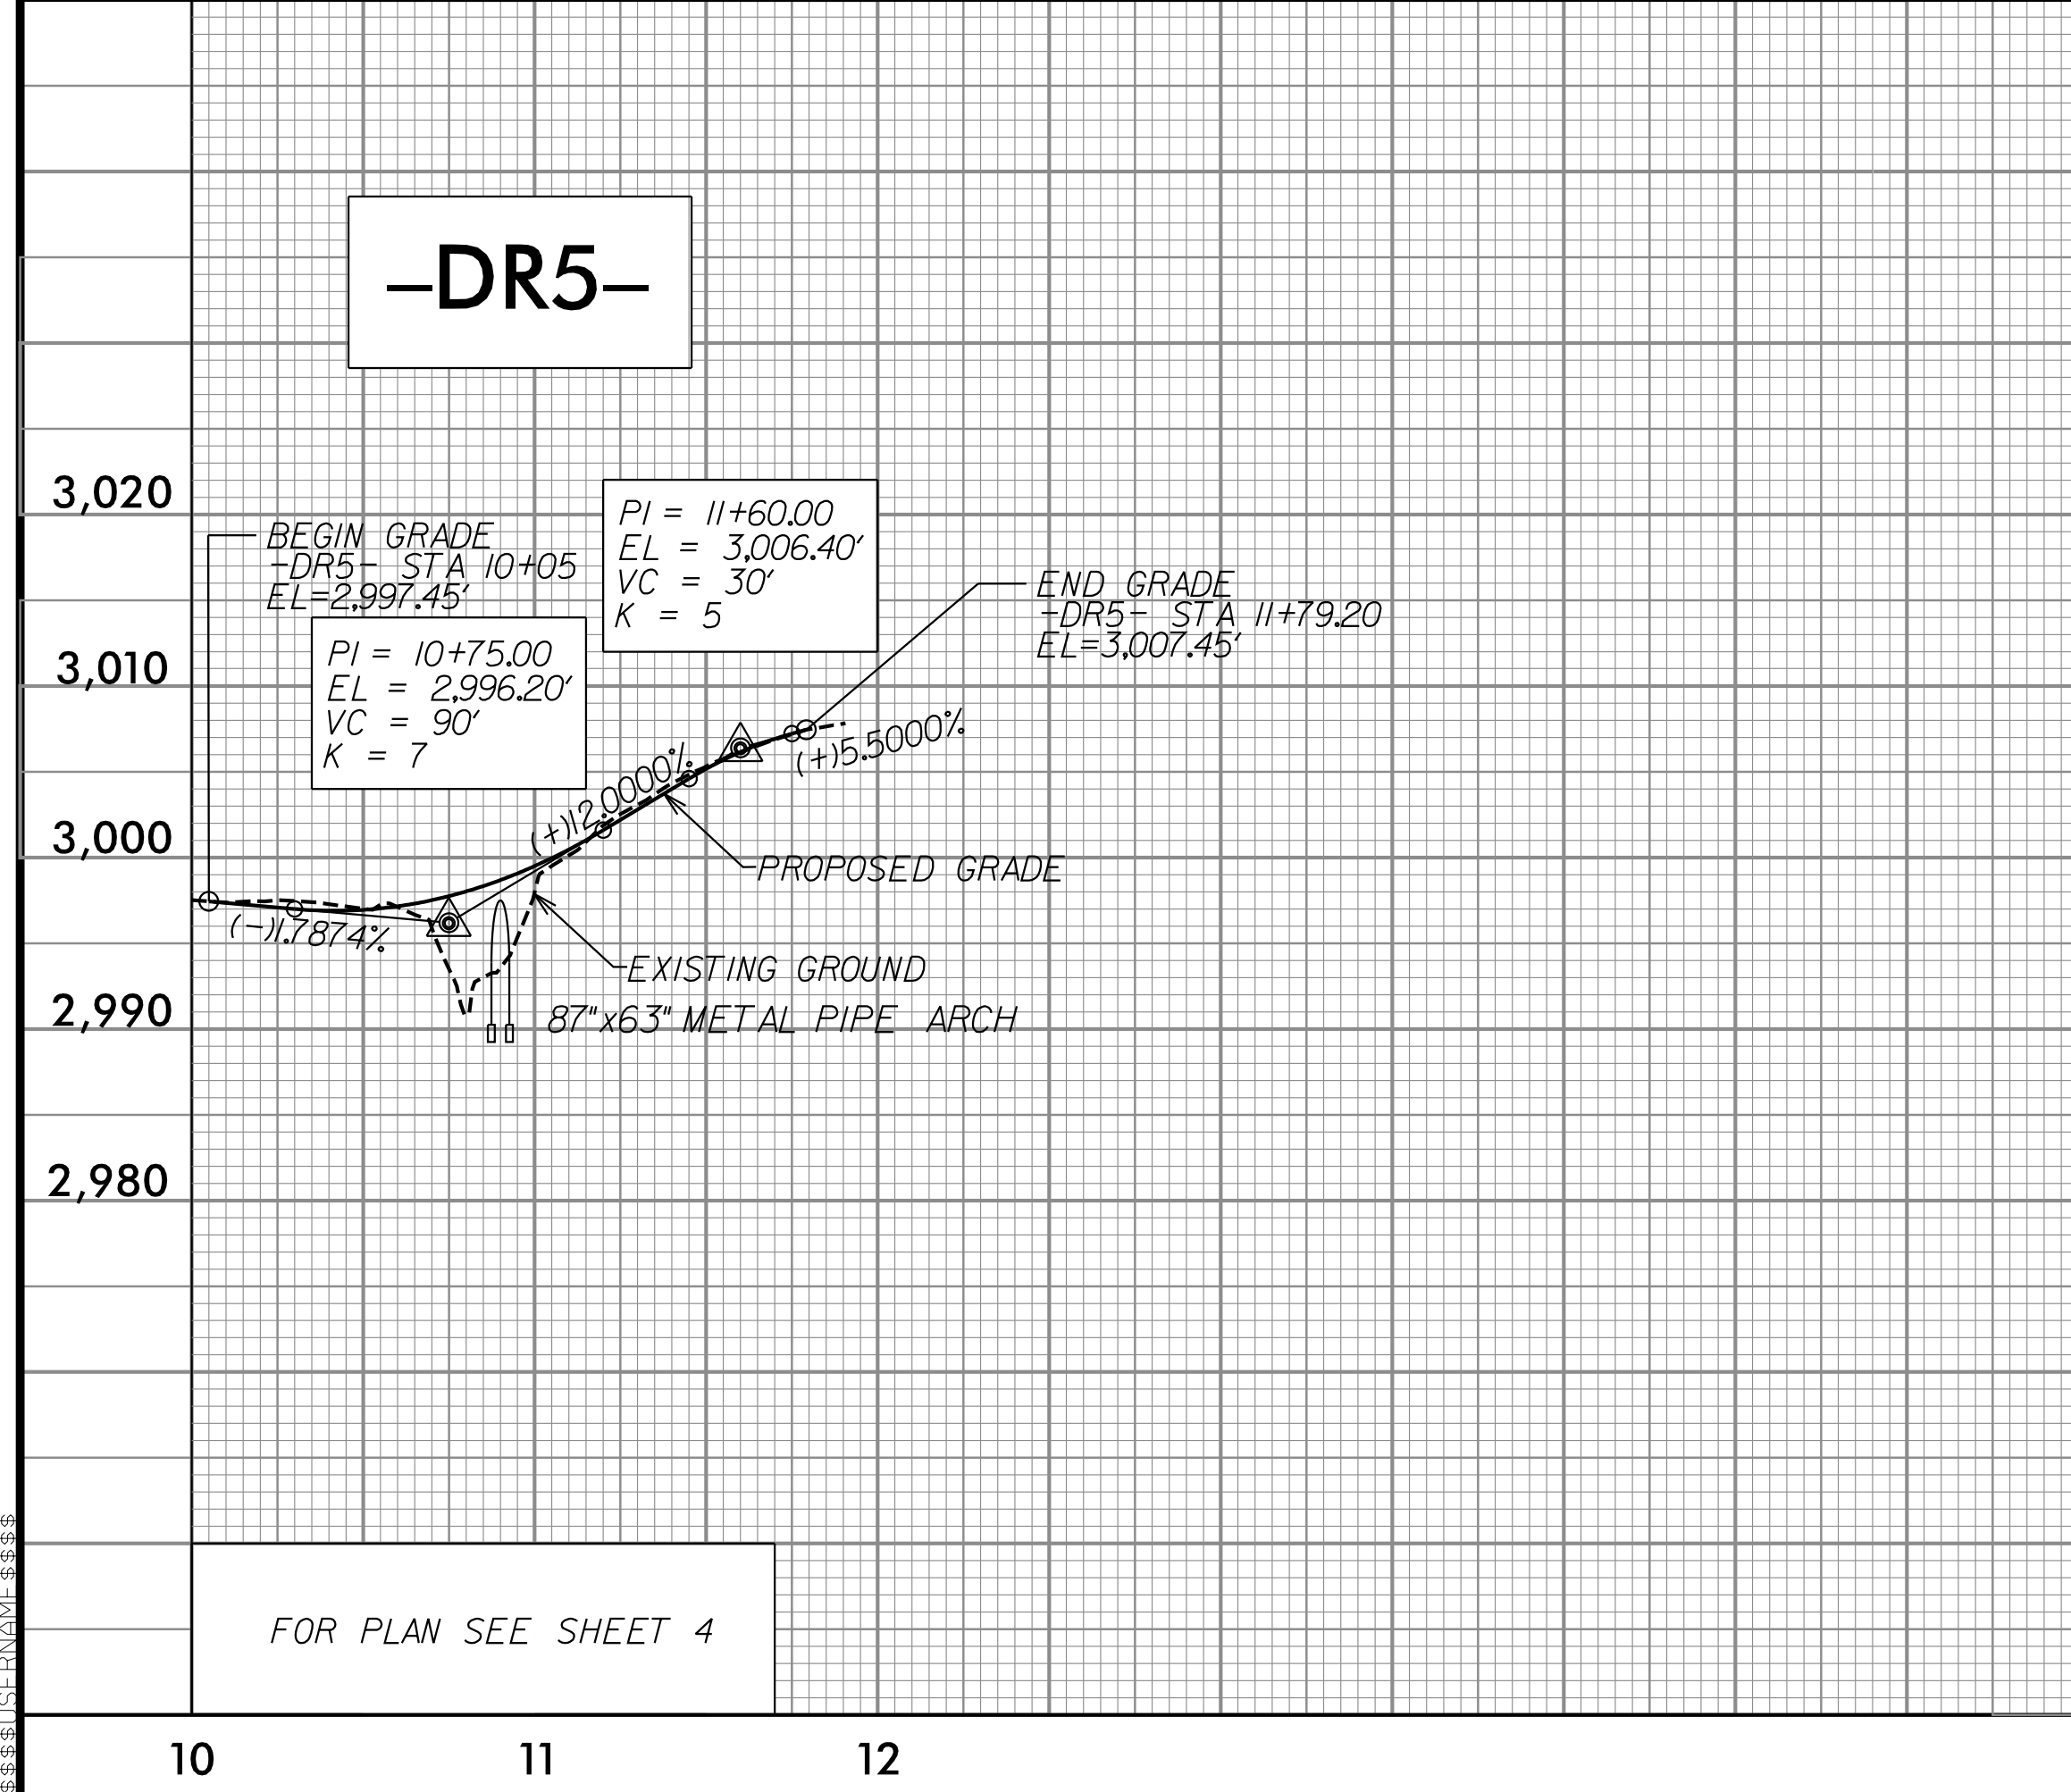 –DR5–
3,020
3,010
3,000
2,990
2,980
BEGIN GRADE
-DR5- STA 10+05
EL=2,997.45'
PI = 10+75.00
EL = 2,996.20'
VC = 90'
K = 7
PI = 11+60.00
EL = 3,006.40'
VC = 30'
K = 5
END GRADE
-DR5- STA 11+79.20
EL=3,007.45'
(-)1.7874%
(+)12.0000%
(+)5.5000%
PROPOSED GRADE
EXISTING GROUND
87"x63" METAL PIPE ARCH
FOR PLAN SEE SHEET 4
10
11
12
$$$$USERNAME$$$$